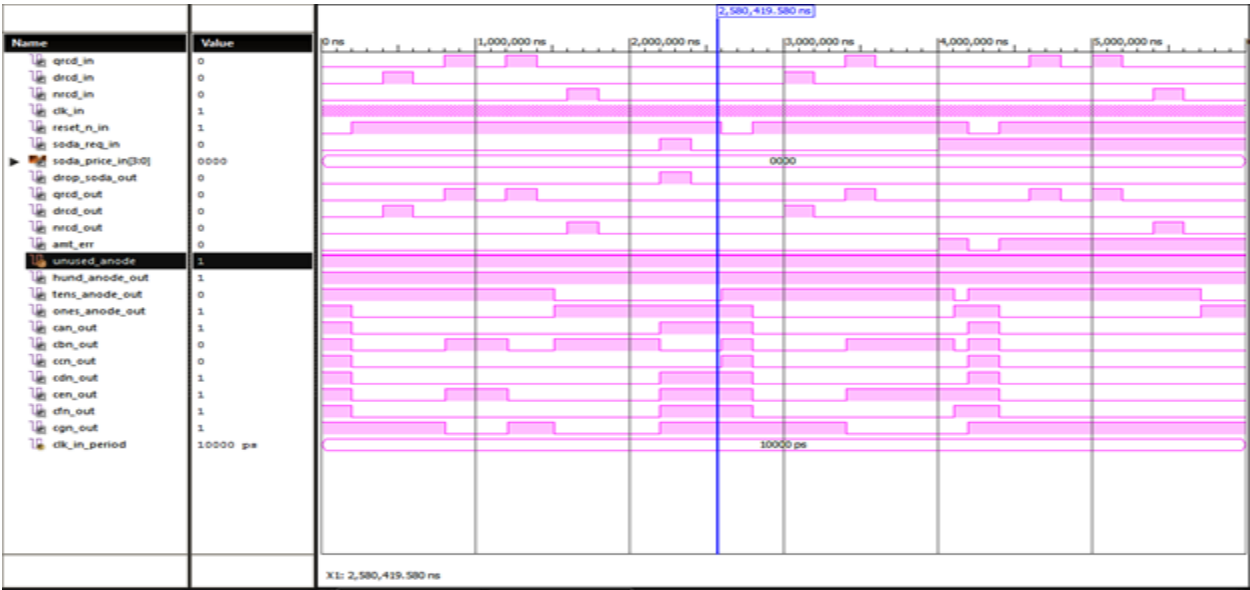 2,580,419.580 ns
Name Value 0 ns 1,000,000 ns 2,000,000 ns 3,000,000 ns 4,000,000 ns 5,000,000 ns
qrcd_in 0
drcd_in 0
nrcd_in 0
clk_in 1
reset_n_in 1
soda_req_in 0
soda_price_in[3:0] 0000 0000
drop_soda_out 0
qrcd_out 0
drcd_out 0
nrcd_out 0
amt_err 0
unused_anode 1
hund_anode_out 1
tens_anode_out 0
ones_anode_out 1
can_out 1
cbn_out 0
ccn_out 0
cdn_out 1
cen_out 1
cfn_out 1
cgn_out 1
clk_in_period 10000 ps 10000 ps
X1: 2,580,419.580 ns